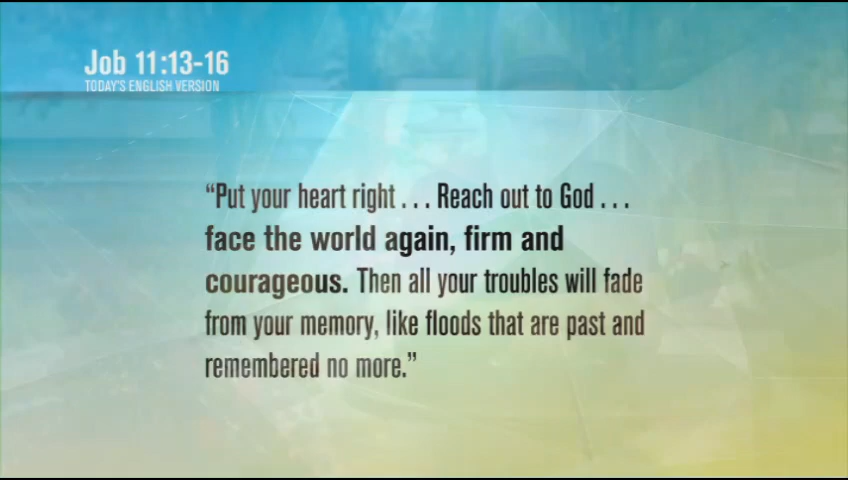 Job 11:13-16
TODAY'S ENGLISH VERSION
“Put your heart right . . . Reach out to God . . .
face the world again, firm and
courageous. Then all your troubles will fade
from your memory, like floods that are past and
remembered no more.”